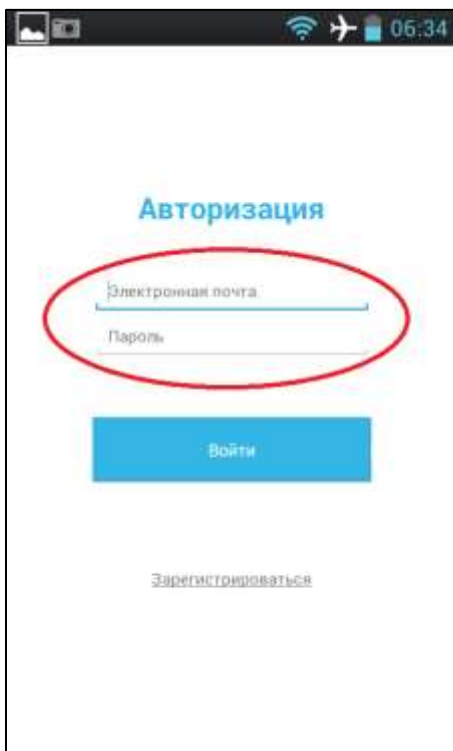 06:34
Авторизация
Электронная почта
Пароль
Войти
Зарегистрироваться